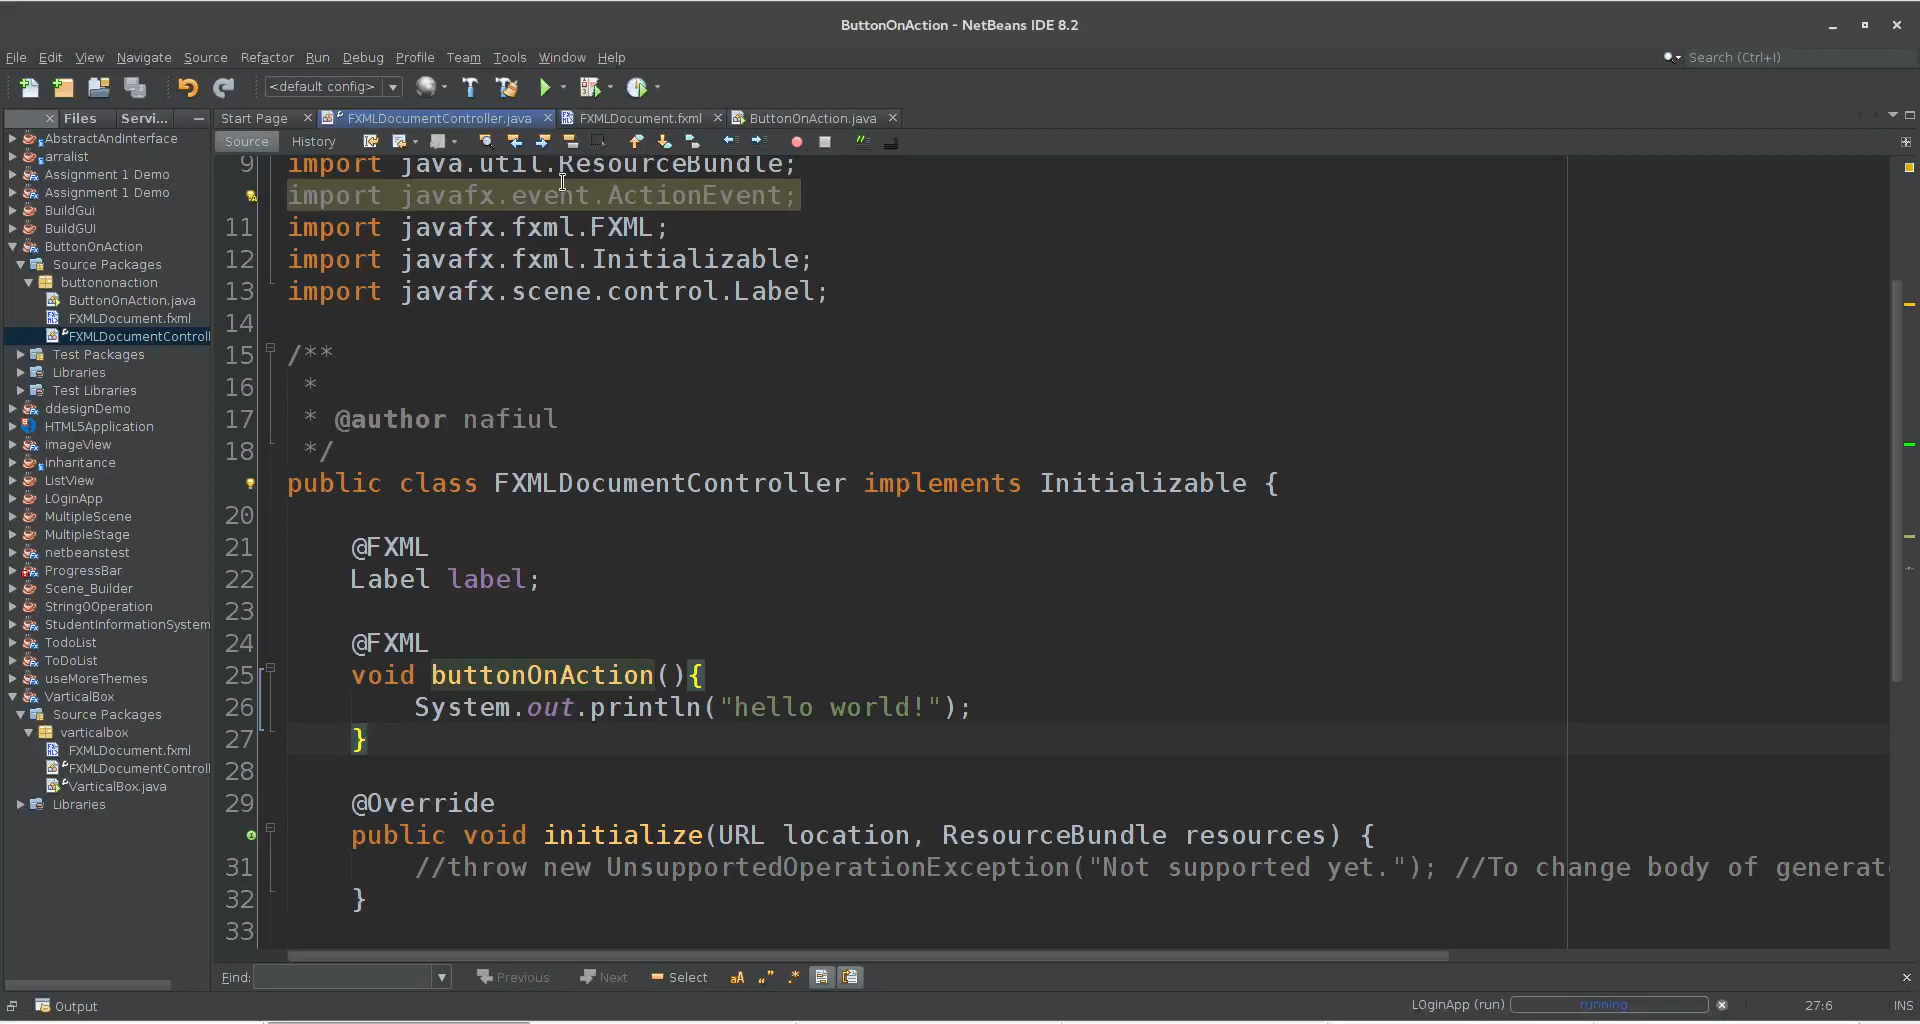 ButtonOnAction - NetBeans IDE 8.2
File Edit View Navigate Source Refactor Run Debug Profile Team Tools Window Help
Search (Ctrl+I)
<default config>
Files Servi...
Start Page FXMLDocumentController.java FXMLDocument.fxml ButtonOnAction.java
Source History
AbstractAndInterface
arralist
Assignment 1 Demo
Assignment 1 Demo
BuildGui
BuildGUI
ButtonOnAction
Source Packages
buttononaction
ButtonOnAction.java
FXMLDocument.fxml
FXMLDocumentControll
Test Packages
Libraries
Test Libraries
ddesignDemo
HTML5Application
imageView
inheritance
ListView
LOginApp
MultipleScene
MultipleStage
netbeanstest
ProgressBar
Scene_Builder
StringOOperation
StudentInformationSystem
TodoList
ToDoList
useMoreThemes
VarticalBox
Source Packages
varticalbox
FXMLDocument.fxml
FXMLDocumentControll
VarticalBox.java
Libraries
9 import java.util.ResourceBundle;
import javafx.event.ActionEvent;
11 import javafx.fxml.FXML;
12 import javafx.fxml.Initializable;
13 import javafx.scene.control.Label;
14
15 /**
16 *
17 * @author nafiul
18 */
public class FXMLDocumentController implements Initializable {
20
21 @FXML
22 Label label;
23
24 @FXML
25 void buttonOnAction(){
26 System.out.println("hello world!");
27 }
28
29 @Override
public void initialize(URL location, ResourceBundle resources) {
31 //throw new UnsupportedOperationException("Not supported yet."); //To change body of generat
32 }
33
Find: Previous Next Select aA
Output
LOginApp (run) running 27:6 INS